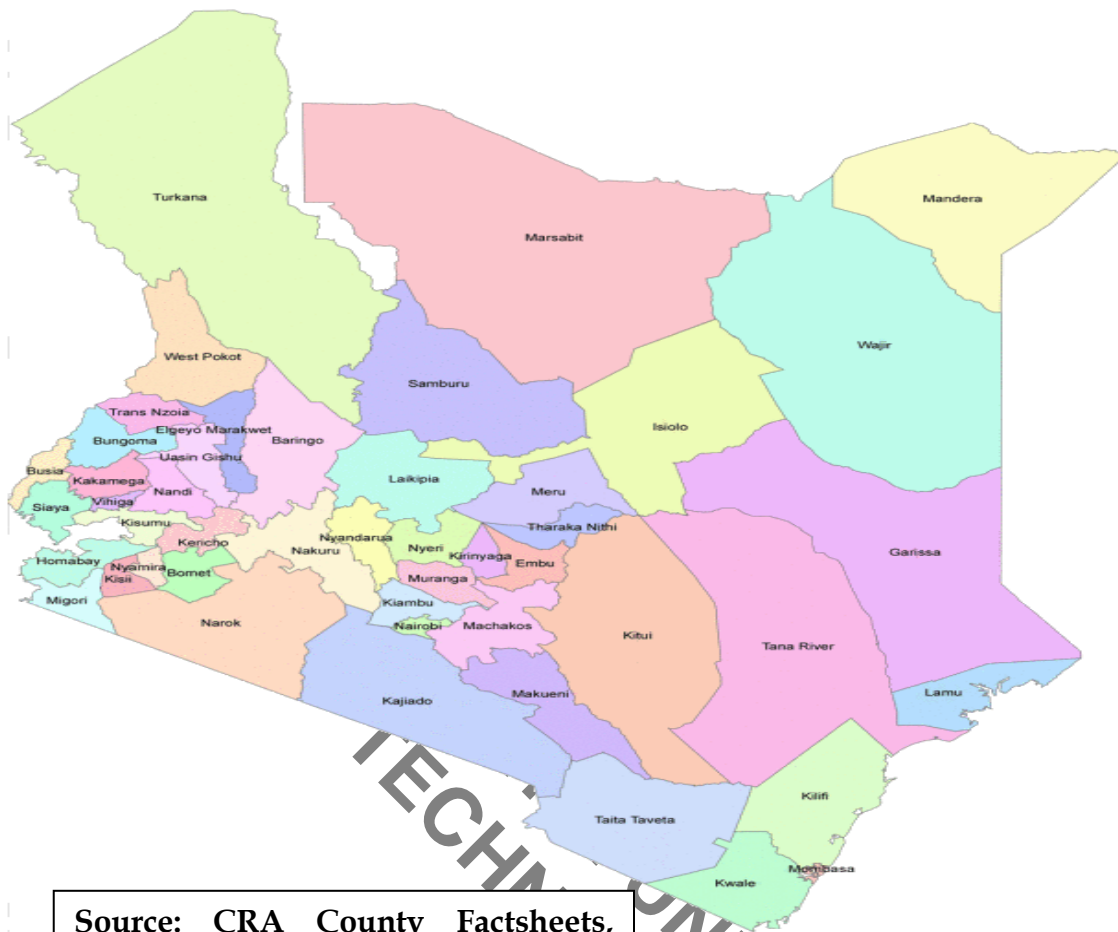 Turkana
Mandera
Marsabit
Wajir
West Pokot
Samburu
Trans Nzoia
Elgeyo Marakwet
Isiolo
Bungoma
Baringo
Uasin Gishu
Busia
Kakamega
Laikipia
Nandi
Meru
Vihiga
Siaya
Kisumu
Tharaka Nithi
Kericho
Nyandarua
Nyeri
Nakuru
Kirinyaga
Garissa
Homabay
Nyamira
Embu
Bomet
Kisii
Muranga
Migori
Kiambu
Narok
Nairobi
Machakos
Kitui
Tana River
Lamu
Makueni
Kajiado
Kilifi
Taita Taveta
Mombasa
Kwale
Source: CRA County Factsheets,